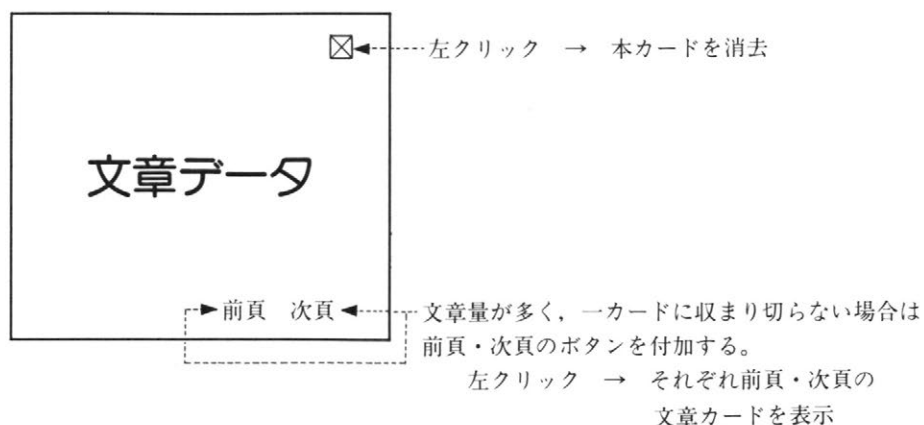 左クリック → 本カードを消去
文章データ
前頁 次頁
文章量が多く，一カードに収まり切らない場合は
前頁・次頁のボタンを付加する。
左クリック → それぞれ前頁・次頁の
文章カードを表示